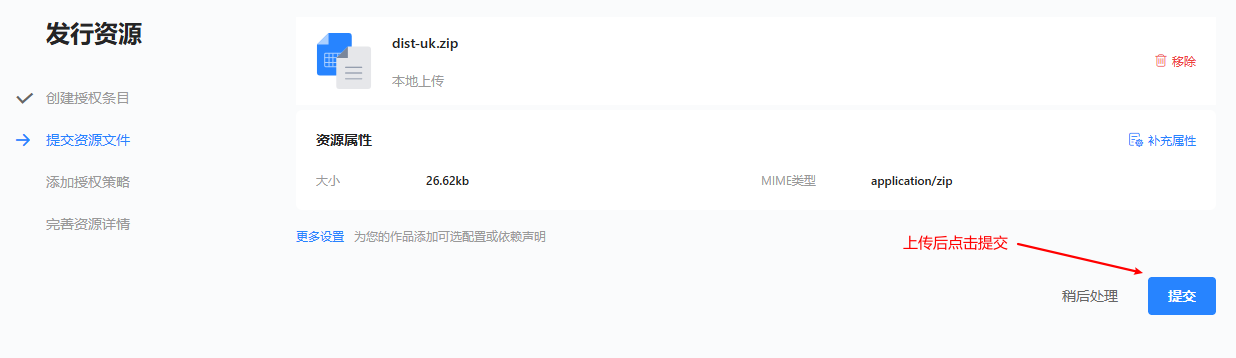 发行资源
创建授权条目
提交资源文件
添加授权策略
完善资源详情
dist-uk.zip
本地上传
移除
资源属性
补充属性
大小 26.62kb MIME类型 application/zip
更多设置 为您的作品添加可选配置或依赖声明
上传后点击提交
稍后处理 提交